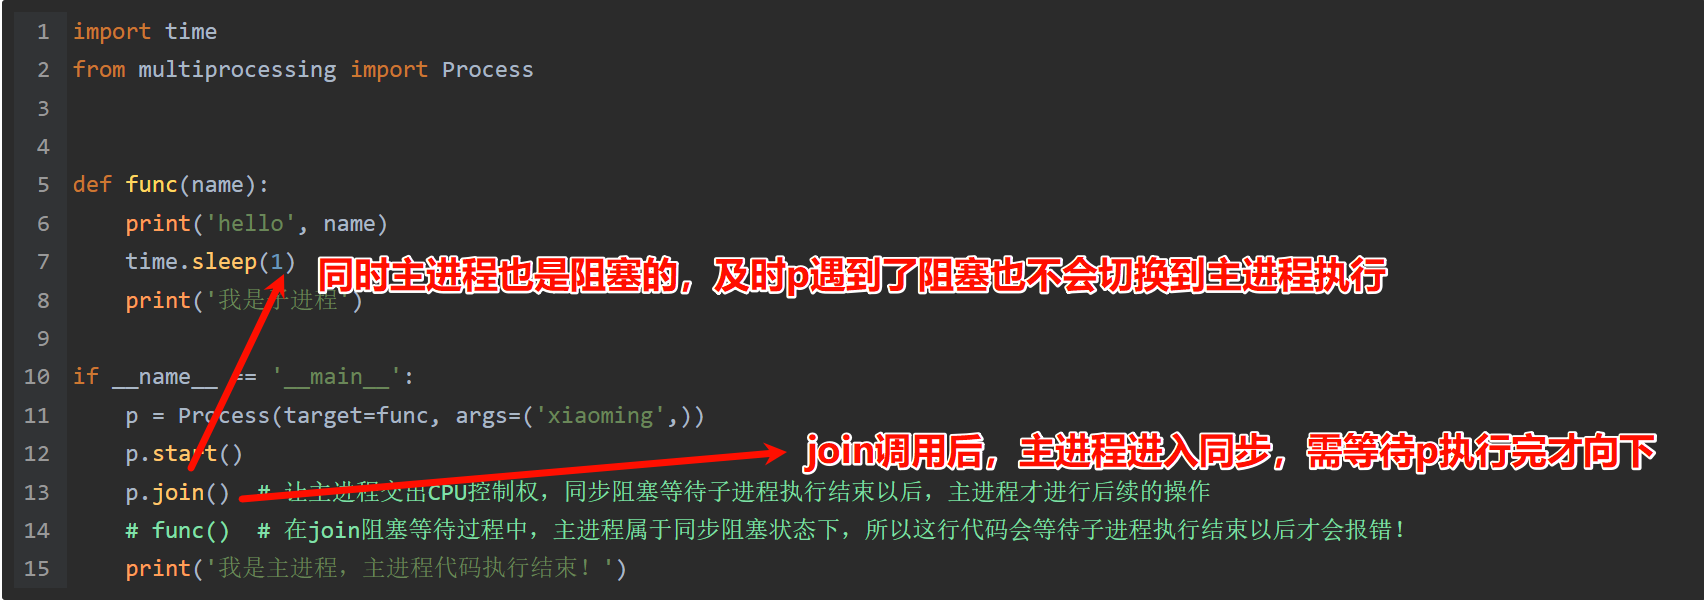 1 import time
2 from multiprocessing import Process
3
4
5 def func(name):
6 print('hello', name)
7 time.sleep(1)
同时主进程也是阻塞的，及时p遇到了阻塞也不会切换到主进程执行
8 print('我是子进程')
9
10 if __name__ == '__main__':
11 p = Process(target=func, args=('xiaoming',))
12 p.start()
join调用后，主进程进入同步，需等待p执行完才向下
13 p.join() # 让主进程交出CPU控制权，同步阻塞等待子进程执行结束以后，主进程才进行后续的操作
14 # func() # 在join阻塞等待过程中，主进程属于同步阻塞状态下，所以这行代码会等待子进程执行结束以后才会报错！
15 print('我是主进程，主进程代码执行结束！')